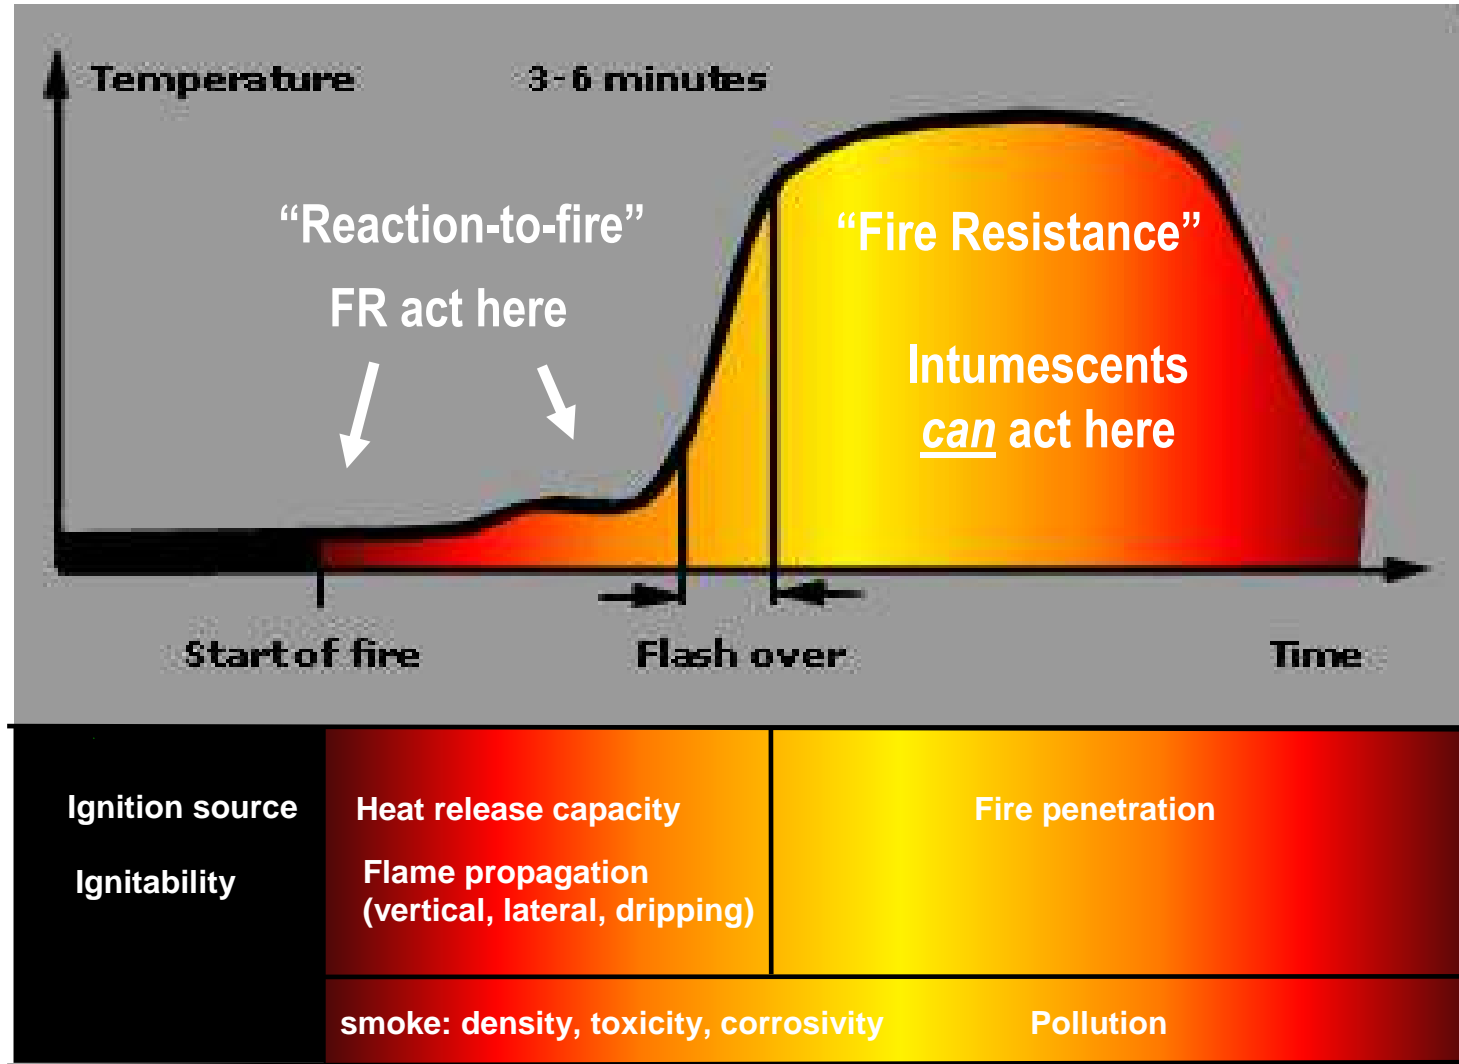 Temperature
3-6 minutes
“Reaction-to-fire”
FR act here
“Fire Resistance”
Intumescents
can act here
Start of fire
Flash over
Time
Ignition source
Ignitability
Heat release capacity
Flame propagation
(vertical, lateral, dripping)
Fire penetration
smoke: density, toxicity, corrosivity
Pollution